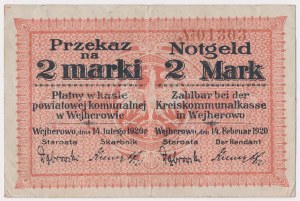 №01303
Przekaz
na
2 marki
Płatny w kasie
powiatowej komunalnej
w Wejherowie
Wejherowo, dnia 14. lutego 1920r.
Starosta Skarbnik
Notgeld
2 Mark
Zahlbar bei der
Kreiskommunalkasse
in Wejherowo
Wejherowo, den 14. Februar 1920
Starosta Der Rendant